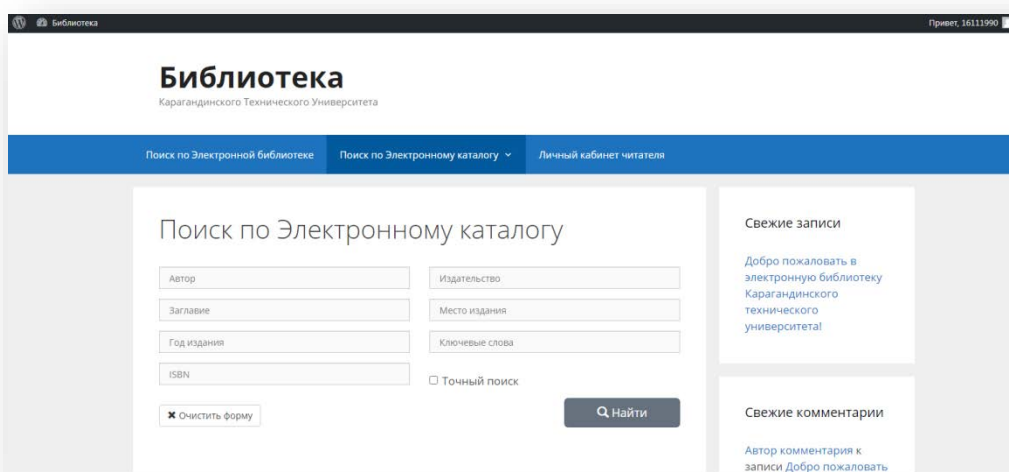 Библиотека
Привет, 16111990
Библиотека
Карагандинского Технического Университета
Поиск по Электронной библиотеке
Поиск по Электронному каталогу
Личный кабинет читателя
Поиск по Электронному каталогу
Автор
Издательство
Заглавие
Место издания
Год издания
Ключевые слова
ISBN
Точный поиск
Очистить форму
Найти
Свежие записи
Добро пожаловать в
электронную библиотеку
Карагандинского
технического
университета!
Свежие комментарии
Автор комментария к
записи Добро пожаловать